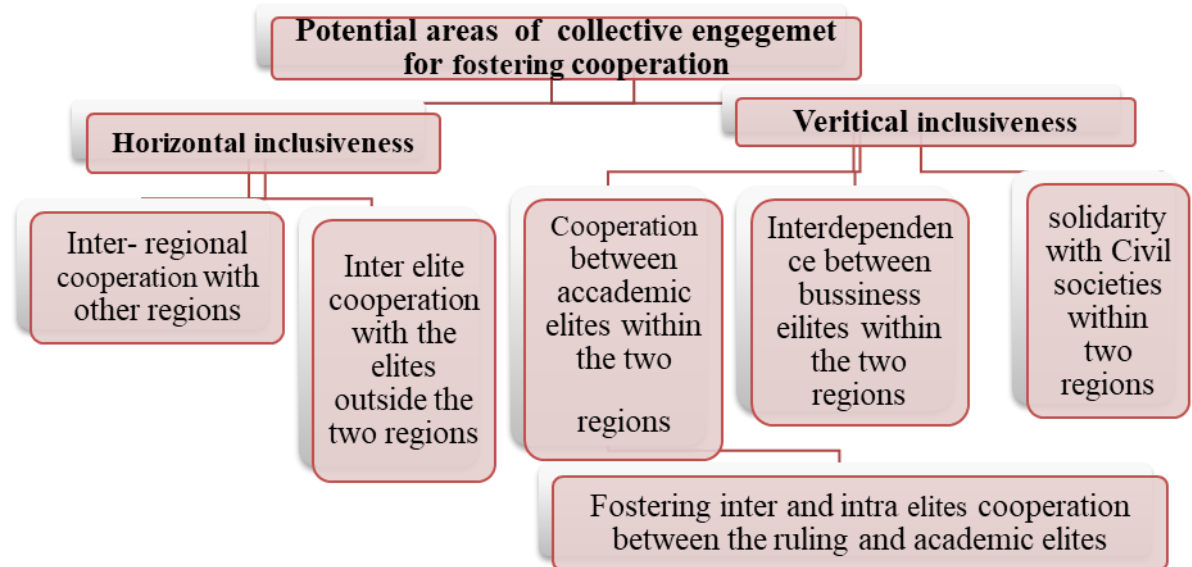 Potential areas of collective engegemet
for fostering cooperation
Horizontal inclusiveness
Veritical inclusiveness
Inter- regional
cooperation with
other regions
Inter elite
cooperation
with the
elites
outside the
two regions
Cooperation
between
accademic
elites within
the two
regions
Interdependen
ce between
bussiness
eilites within
the two
regions
solidarity
with Civil
societies
within
two
regions
Fostering inter and intra elites cooperation
between the ruling and academic elites